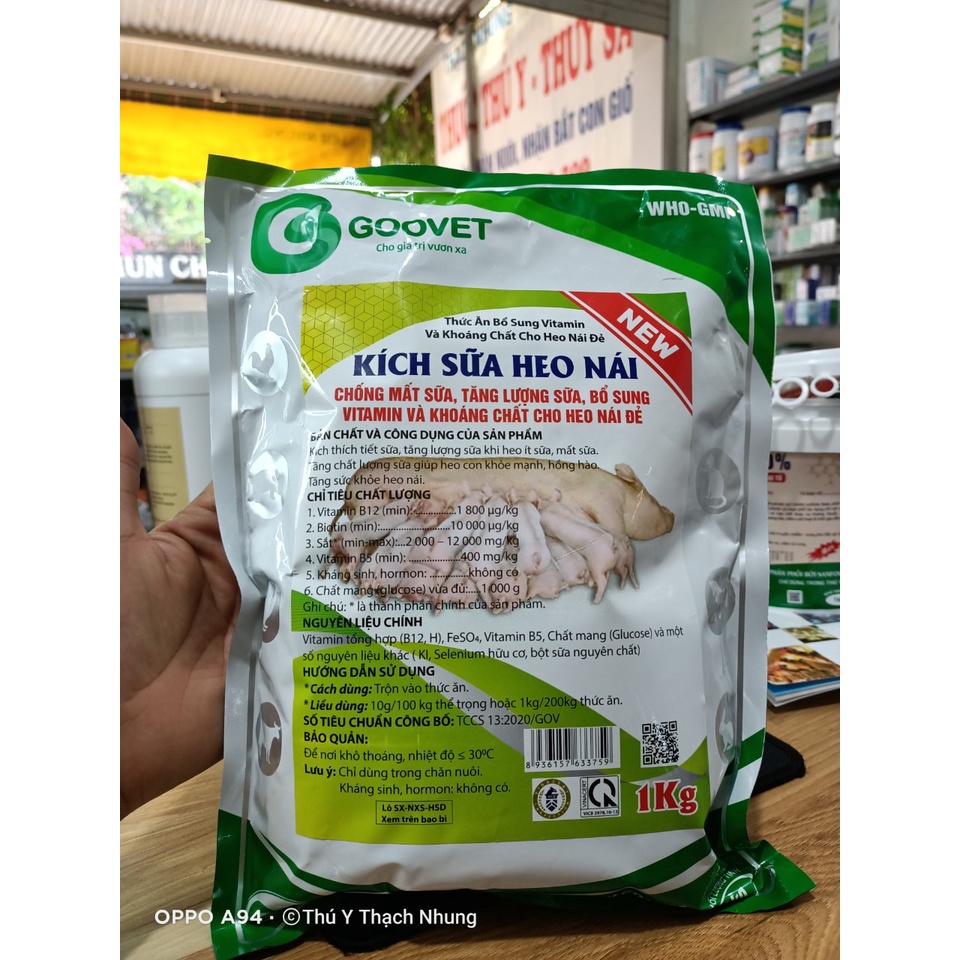 THÚ Y - THUỶ SẢ
NHẬN BẮT CON GIỐ
GOOVET
Cho giá trị vươn xa
WHO-GMP
NEW
Thức Ăn Bổ Sung Vitamin
Và Khoáng Chất Cho Heo Nái Đẻ
KÍCH SỮA HEO NÁI
CHỐNG MẤT SỮA, TĂNG LƯỢNG SỮA, BỔ SUNG
VITAMIN VÀ KHOÁNG CHẤT CHO HEO NÁI ĐẺ
BẢN CHẤT VÀ CÔNG DỤNG CỦA SẢN PHẨM
Kích thích tiết sữa, tăng lượng sữa khi heo ít sữa, mất sữa.
Tăng chất lượng sữa giúp heo con khỏe mạnh, hồng hào.
Tăng sức khỏe heo nái.
CHỈ TIÊU CHẤT LƯỢNG
1. Vitamin B12 (min):..............1 800 µg/kg
2. Biotin (min):.........................10 000 µg/kg
3. Sắt* (min-max):...2 000 – 12 000 mg/kg
4. Vitamin B5 (min): ...................400 mg/kg
5. Kháng sinh, hormon: ..............không có
6. Chất mang (glucose) vừa đủ:.....1 000 g
Ghi chú: * là thành phần chính của sản phẩm.
NGUYÊN LIỆU CHÍNH
Vitamin tổng hợp (B12, H), FeSO₄, Vitamin B5, Chất mang (Glucose) và một
số nguyên liệu khác ( KI, Selenium hữu cơ, bột sữa nguyên chất)
HƯỚNG DẪN SỬ DỤNG
*Cách dùng: Trộn vào thức ăn.
*Liều dùng: 10g/100 kg thể trọng hoặc 1kg/200kg thức ăn.
SỐ TIÊU CHUẨN CÔNG BỐ: TCCS 13:2020/GOV
BẢO QUẢN:
Để nơi khô thoáng, nhiệt độ ≤ 30ºC
Lưu ý: Chỉ dùng trong chăn nuôi.
Kháng sinh, hormon: không có.
Lô SX-NXS-HSD
Xem trên bao bì
8 936157 633759
VINACERT
1Kg
OPPO A94 · ©Thú Y Thạch Nhung